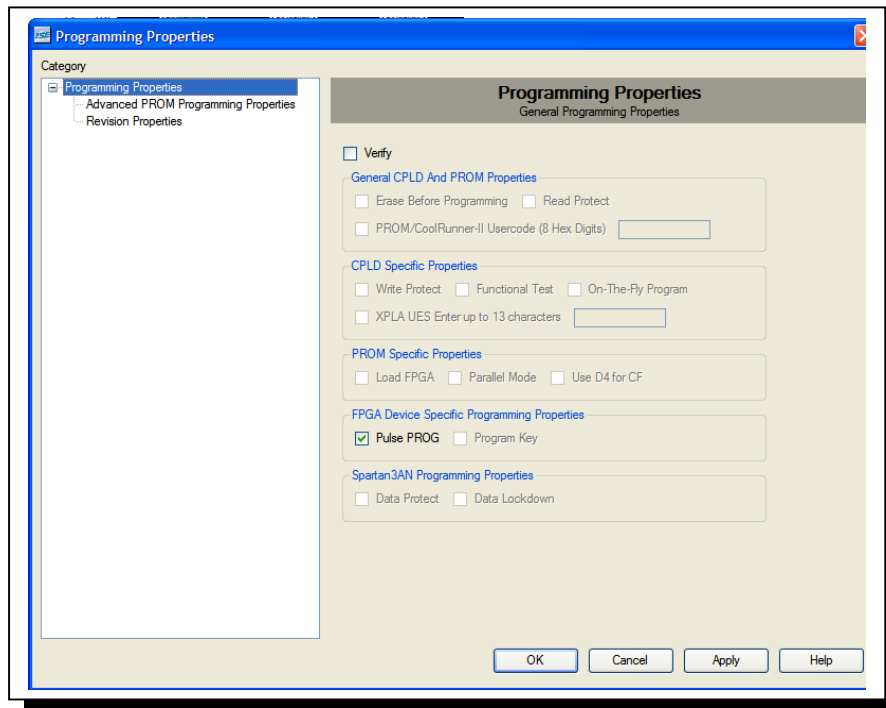 ISE Programming Properties
Category
Programming Properties
Advanced PROM Programming Properties
Revision Properties
Programming Properties
General Programming Properties
Verify
General CPLD And PROM Properties
Erase Before Programming Read Protect
PROM/CoolRunner-II Usercode (8 Hex Digits)
CPLD Specific Properties
Write Protect Functional Test On-The-Fly Program
XPLA UES Enter up to 13 characters
PROM Specific Properties
Load FPGA Parallel Mode Use D4 for CF
FPGA Device Specific Programming Properties
Pulse PROG Program Key
Spartan3AN Programming Properties
Data Protect Data Lockdown
OK Cancel Apply Help